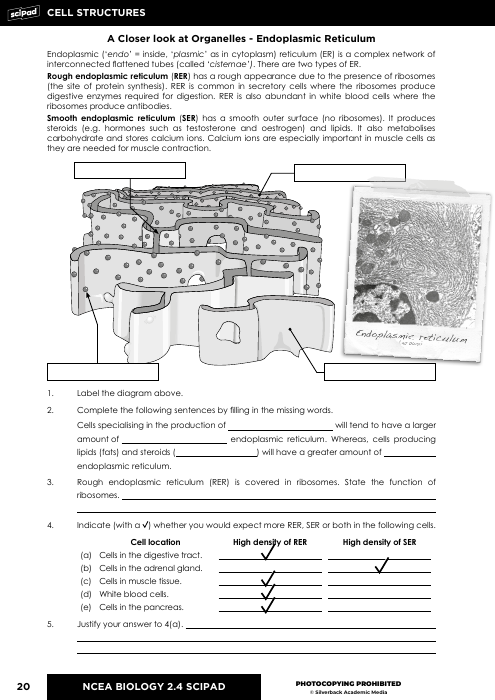 scipad CELL STRUCTURES
A Closer look at Organelles - Endoplasmic Reticulum
Endoplasmic ('endo' = inside, 'plasmic' as in cytoplasm) reticulum (ER) is a complex network of
interconnected flattened tubes (called 'cisternae'). There are two types of ER.
Rough endoplasmic reticulum (RER) has a rough appearance due to the presence of ribosomes
(the site of protein synthesis). RER is common in secretory cells where the ribosomes produce
digestive enzymes required for digestion. RER is also abundant in white blood cells where the
ribosomes produce antibodies.
Smooth endoplasmic reticulum (SER) has a smooth outer surface (no ribosomes). It produces
steroids (e.g. hormones such as testosterone and oestrogen) and lipids. It also metabolises
carbohydrate and stores calcium ions. Calcium ions are especially important in muscle cells as
they are needed for muscle contraction.
Endoplasmic reticulum
1. Label the diagram above.
2. Complete the following sentences by filling in the missing words.
Cells specialising in the production of will tend to have a larger
amount of endoplasmic reticulum. Whereas, cells producing
lipids (fats) and steroids ( ) will have a greater amount of
endoplasmic reticulum.
3. Rough endoplasmic reticulum (RER) is covered in ribosomes. State the function of
ribosomes.
4. Indicate (with a ✓) whether you would expect more RER, SER or both in the following cells.
Cell location High density of RER High density of SER
(a) Cells in the digestive tract. ✓
(b) Cells in the adrenal gland. ✓
(c) Cells in muscle tissue. ✓
(d) White blood cells. ✓
(e) Cells in the pancreas. ✓
5. Justify your answer to 4(a).
20 NCEA BIOLOGY 2.4 SCIPAD PHOTOCOPYING PROHIBITED
© Silverback Academic Media